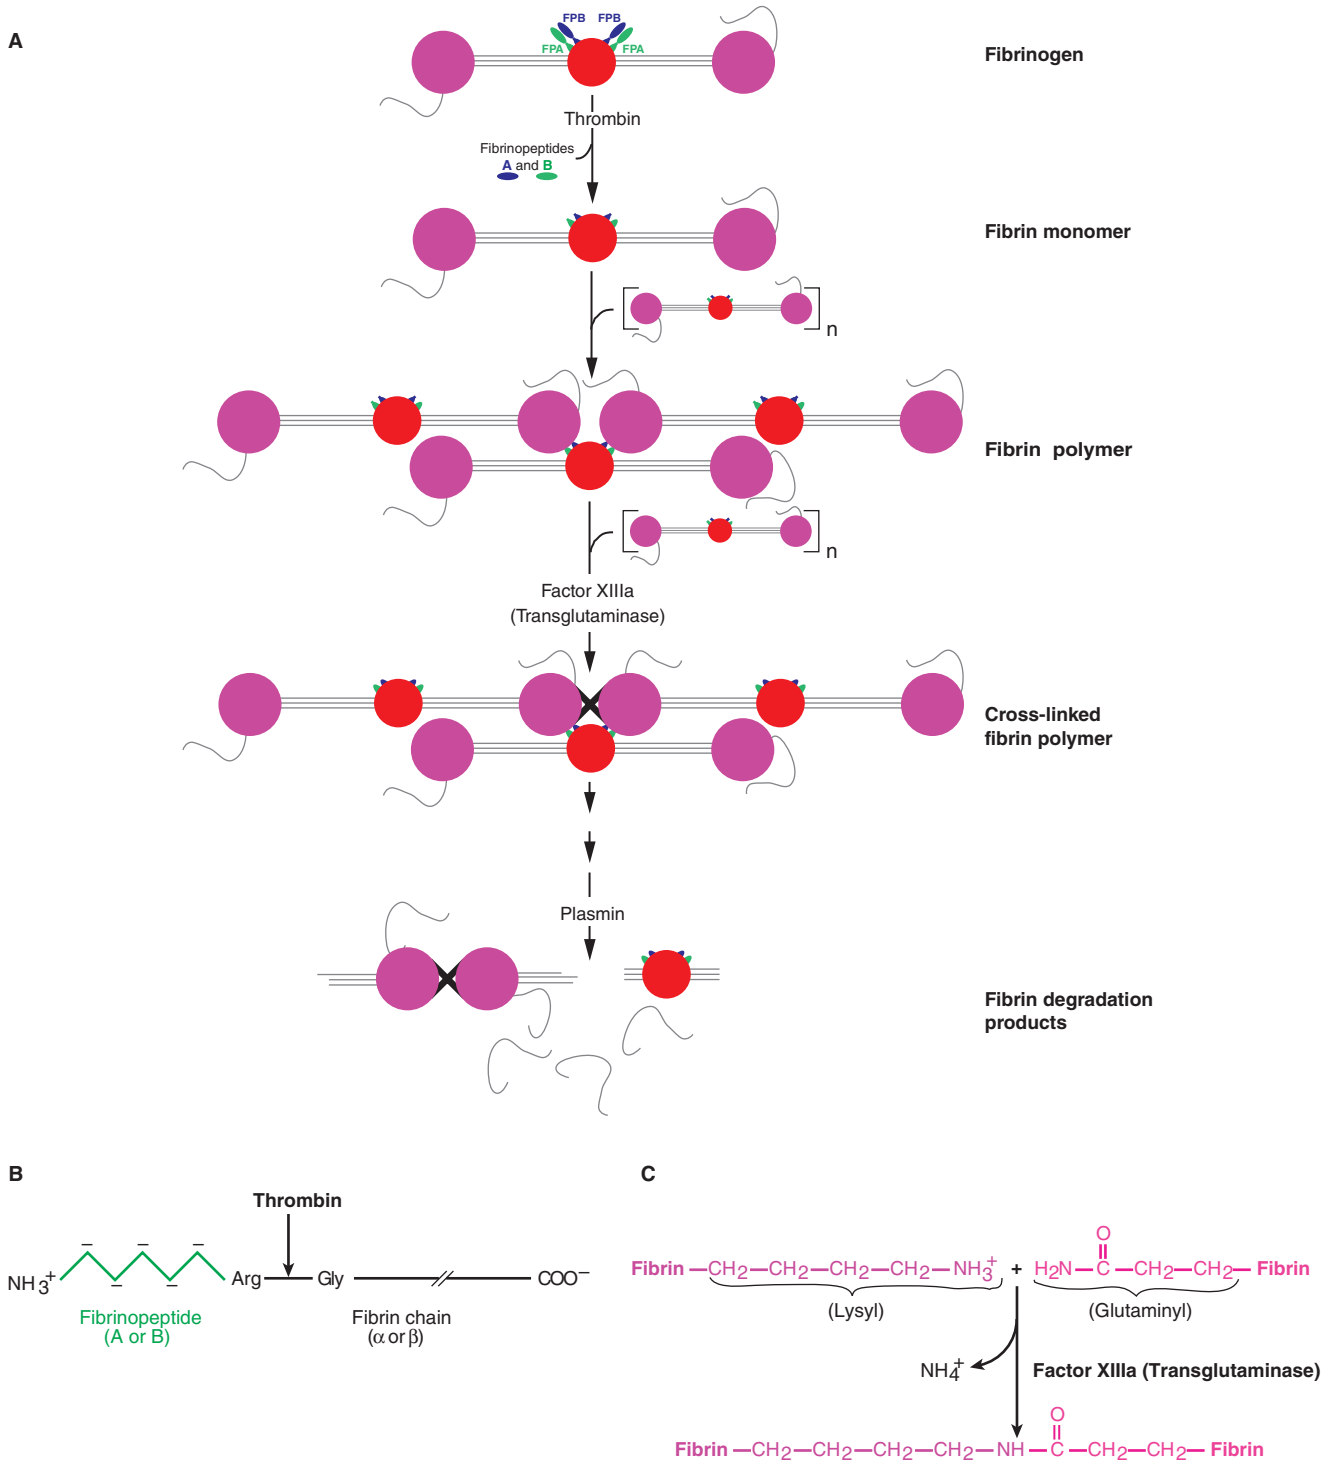 A
FPB FPB
FPA FPA
Fibrinogen
Thrombin
Fibrinopeptides
A and B
Fibrin monomer
n
Fibrin polymer
n
Factor XIIIa
(Transglutaminase)
Cross-linked
fibrin polymer
Plasmin
Fibrin degradation
products
B
Thrombin
NH3+ – – – – – Arg Gly COO–
Fibrinopeptide
(A or B)
Fibrin chain
(α or β)
C
Fibrin—CH2—CH2—CH2—CH2—NH3+ + H2N—C—CH2—CH2—Fibrin
O
(Lysyl) (Glutaminyl)
NH4+ Factor XIIIa (Transglutaminase)
O
Fibrin—CH2—CH2—CH2—CH2—NH—C—CH2—CH2—Fibrin